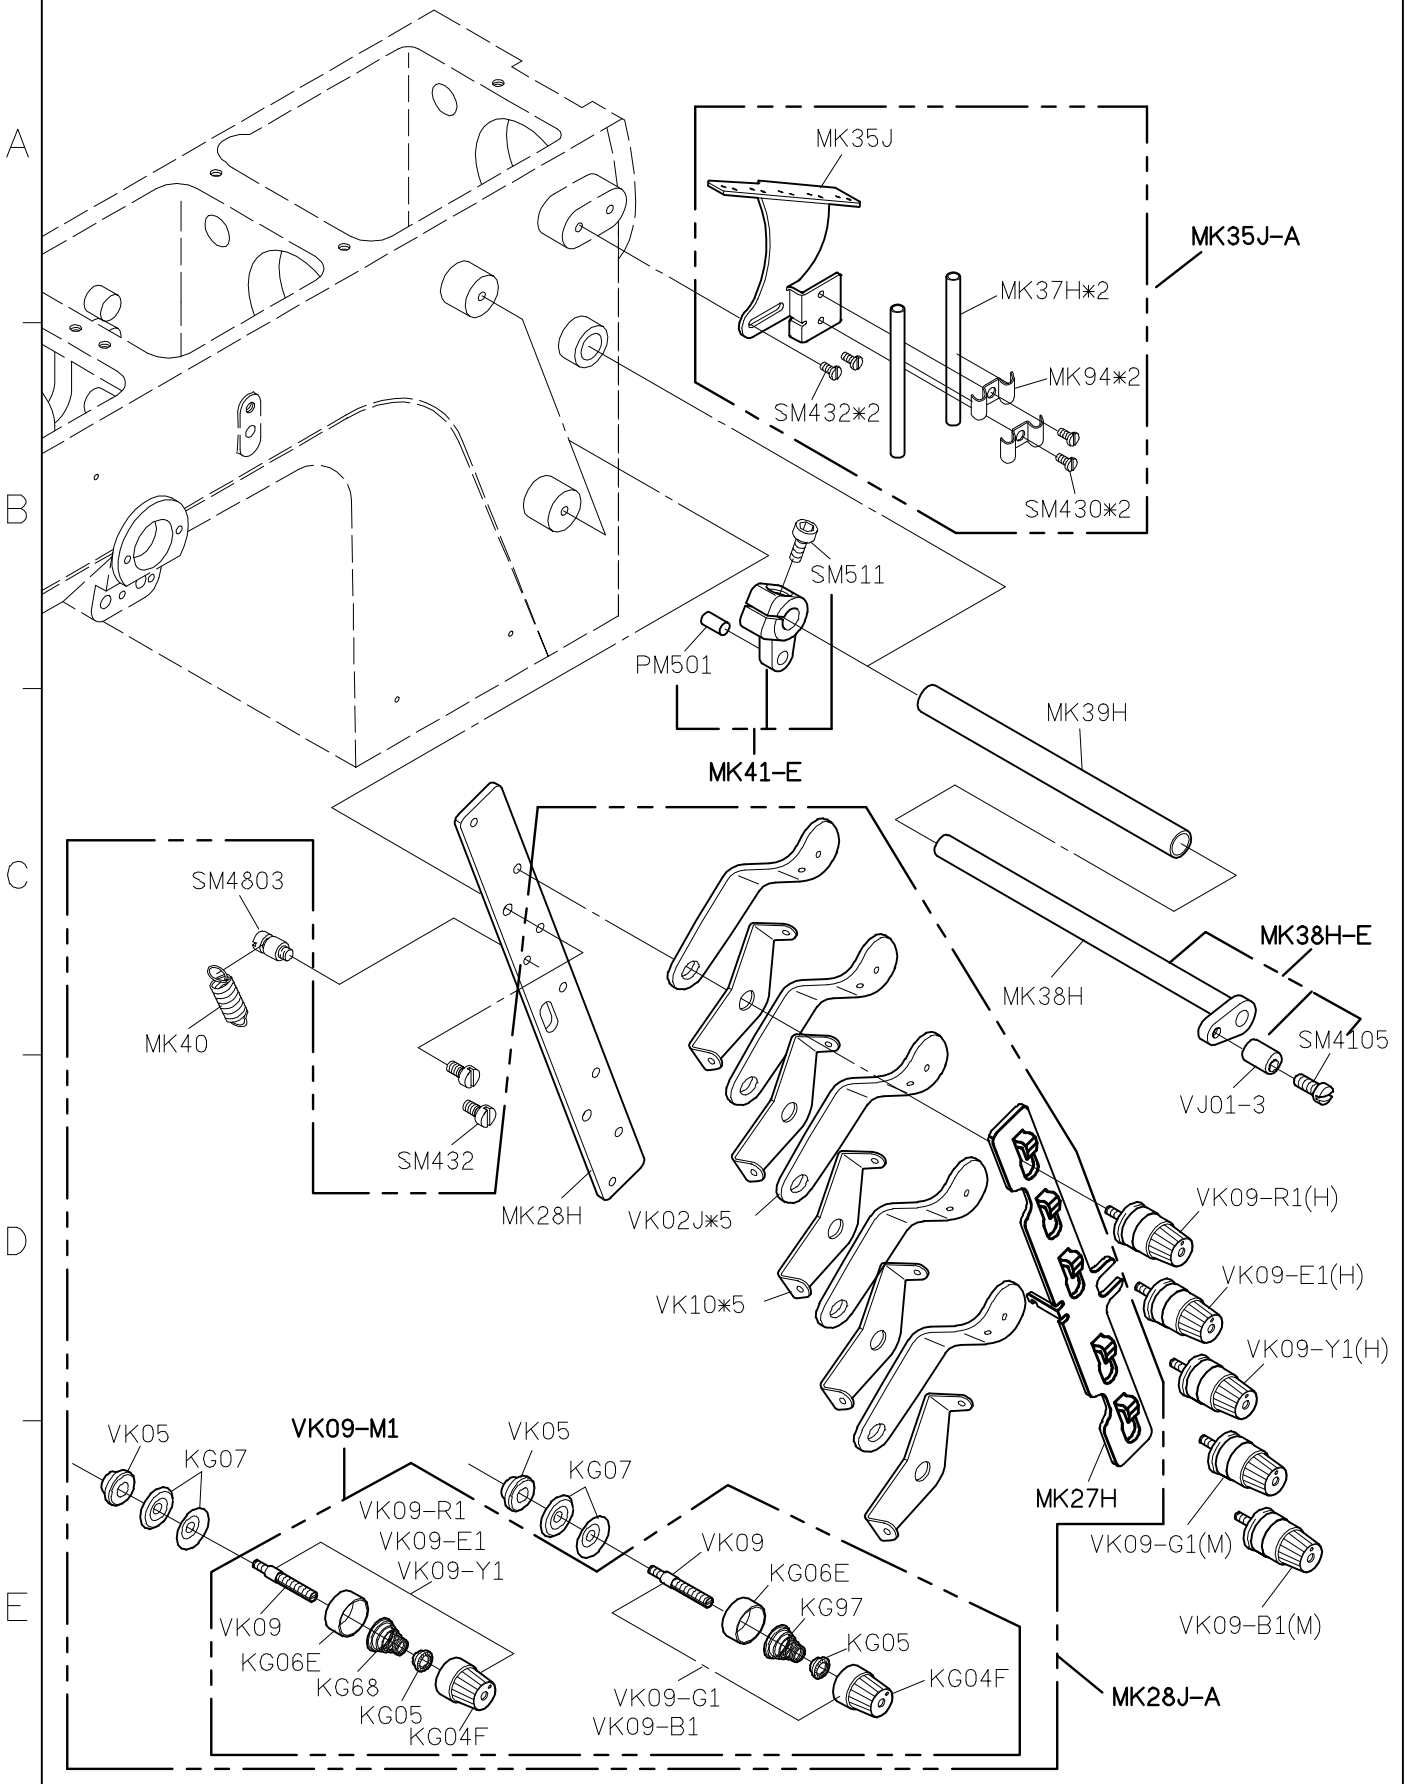 A
MK35J
MK35J-A
MK37H*2
MK94*2
SM432*2
B
SM430*2
SM511
PM501
MK39H
MK41-E
C
SM4803
MK38H-E
MK38H
MK40
SM4105
VJ01-3
SM432
MK28H
VK02J*5
VK09-R1(H)
D
VK09-E1(H)
VK10*5
VK09-Y1(H)
VK05
VK09-M1
VK05
KG07
KG07
MK27H
VK09-R1
VK09-E1
VK09-Y1
VK09
VK09-G1(M)
KG06E
E
KG97
VK09
VK09-B1(M)
KG05
KG06E
KG04F
KG68
VK09-G1
MK28J-A
KG05
VK09-B1
KG04F